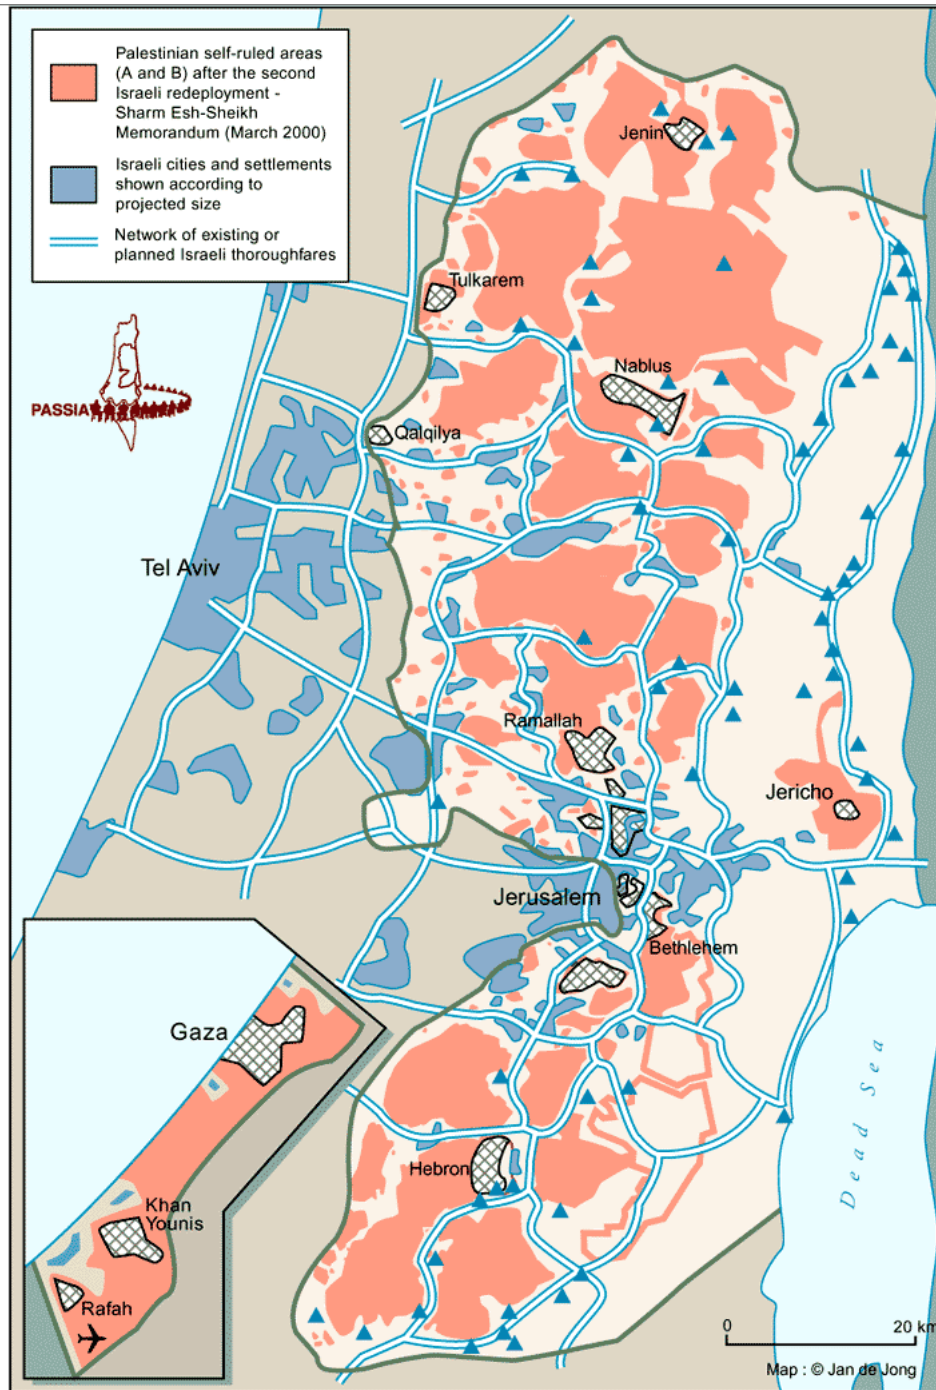 Palestinian self-ruled areas
(A and B) after the second
Israeli redeployment -
Sharm Esh-Sheikh
Memorandum (March 2000)
Israeli cities and settlements
shown according to
projected size
Network of existing or
planned Israeli thoroughfares
PASSIA
Jenin
Tulkarem
Nablus
Qalqilya
Tel Aviv
Ramallah
Jericho
Jerusalem
Bethlehem
Hebron
Dead Sea
Gaza
Khan
Younis
Rafah
0 20 km
Map : © Jan de Jong